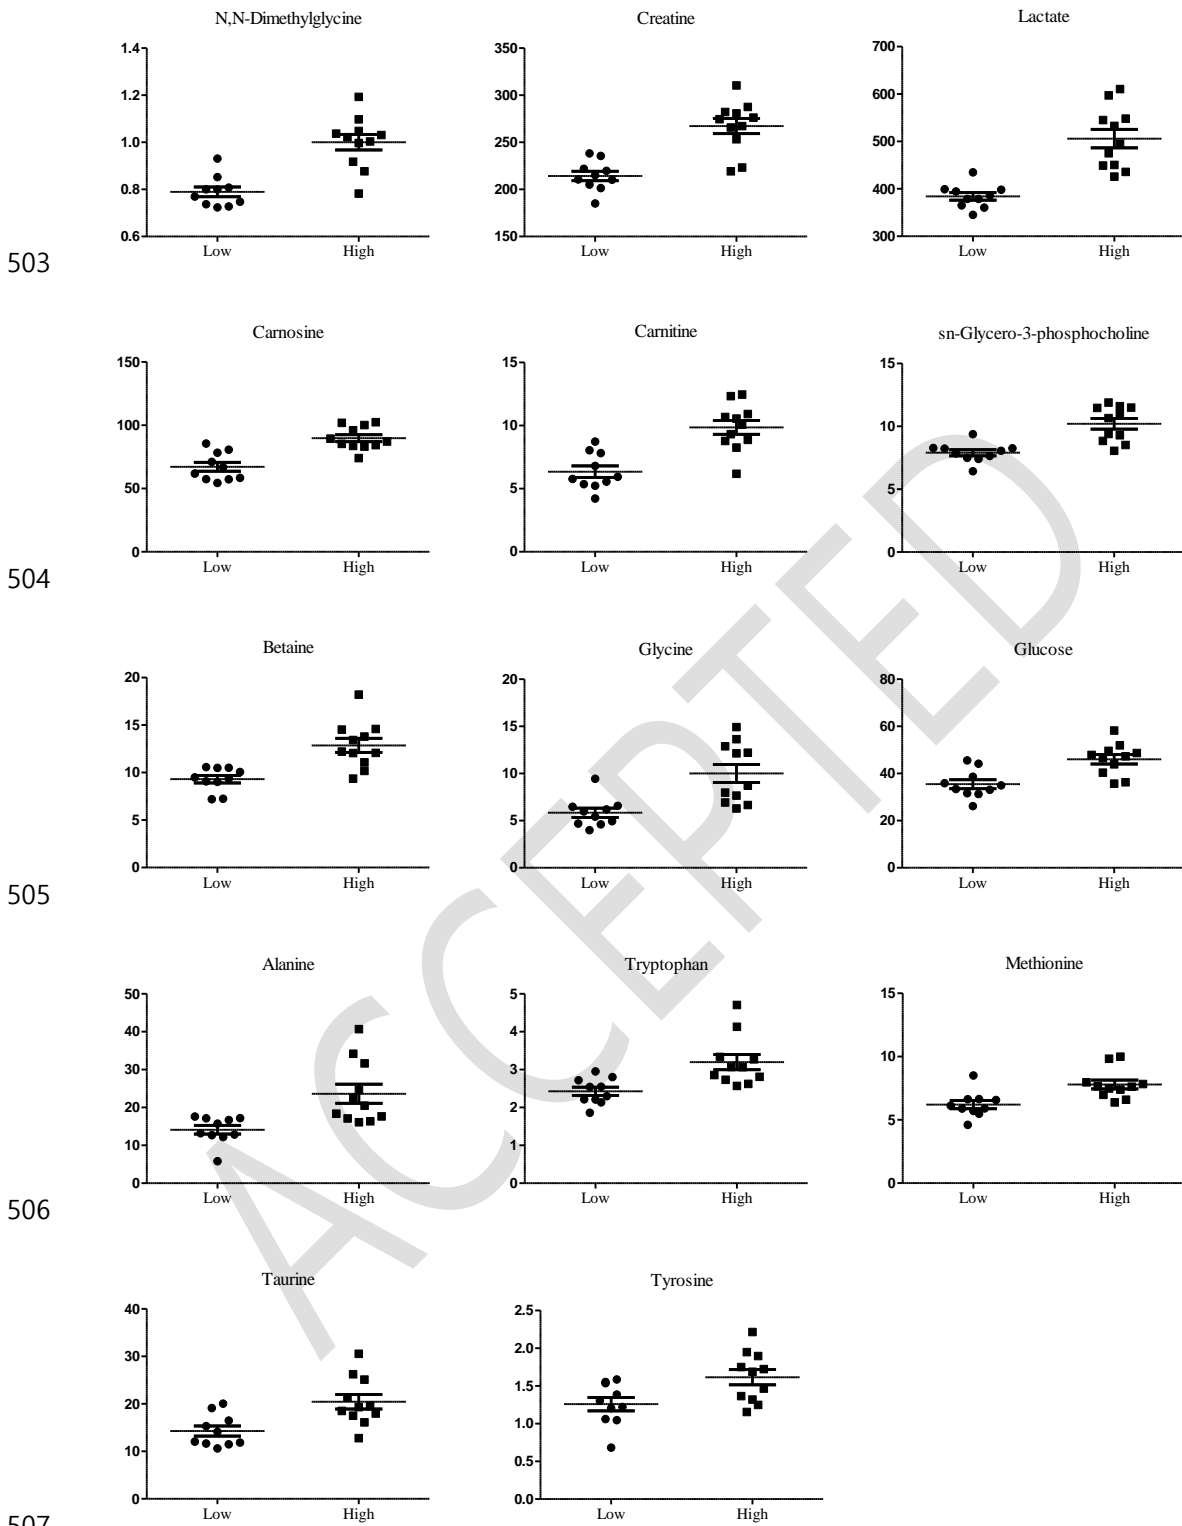 N,N-Dimethylglycine
1.4
1.2
1.0
0.8
0.6
Low High
Creatine
350
300
250
200
150
Low High
Lactate
700
600
500
400
300
Low High
503
Carnosine
150
100
50
0
Low High
Carnitine
15
10
5
0
Low High
sn-Glycero-3-phosphocholine
15
10
5
0
Low High
504
Betaine
20
15
10
5
0
Low High
Glycine
20
15
10
5
0
Low High
Glucose
80
60
40
20
0
Low High
505
Alanine
50
40
30
20
10
0
Low High
Tryptophan
5
4
3
2
1
0
Low High
Methionine
15
10
5
0
Low High
506
Taurine
40
30
20
10
0
Low High
Tyrosine
2.5
2.0
1.5
1.0
0.5
0.0
Low High
507
ACCEPTED